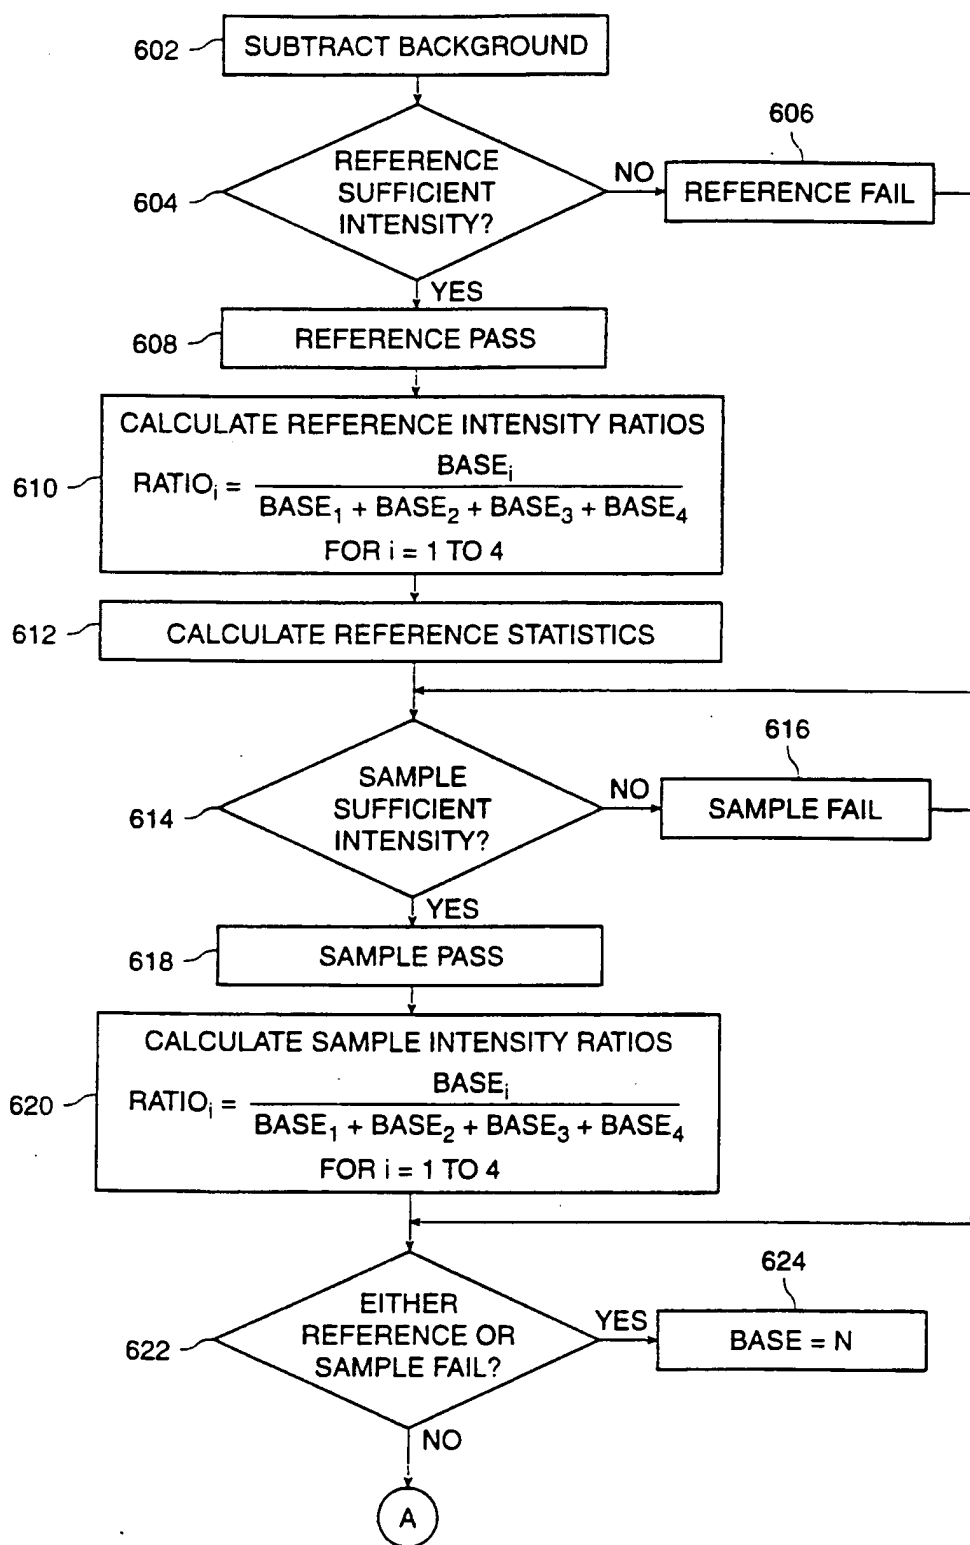 602
SUBTRACT BACKGROUND
606
604
REFERENCE
SUFFICIENT
INTENSITY?
NO
REFERENCE FAIL
YES
608
REFERENCE PASS
610
CALCULATE REFERENCE INTENSITY RATIOS
RATIOi = BASEi
BASE1 + BASE2 + BASE3 + BASE4
FOR i = 1 TO 4
612
CALCULATE REFERENCE STATISTICS
616
614
SAMPLE
SUFFICIENT
INTENSITY?
NO
SAMPLE FAIL
YES
618
SAMPLE PASS
620
CALCULATE SAMPLE INTENSITY RATIOS
RATIOi = BASEi
BASE1 + BASE2 + BASE3 + BASE4
FOR i = 1 TO 4
624
622
EITHER
REFERENCE OR
SAMPLE FAIL?
YES
BASE = N
NO
A